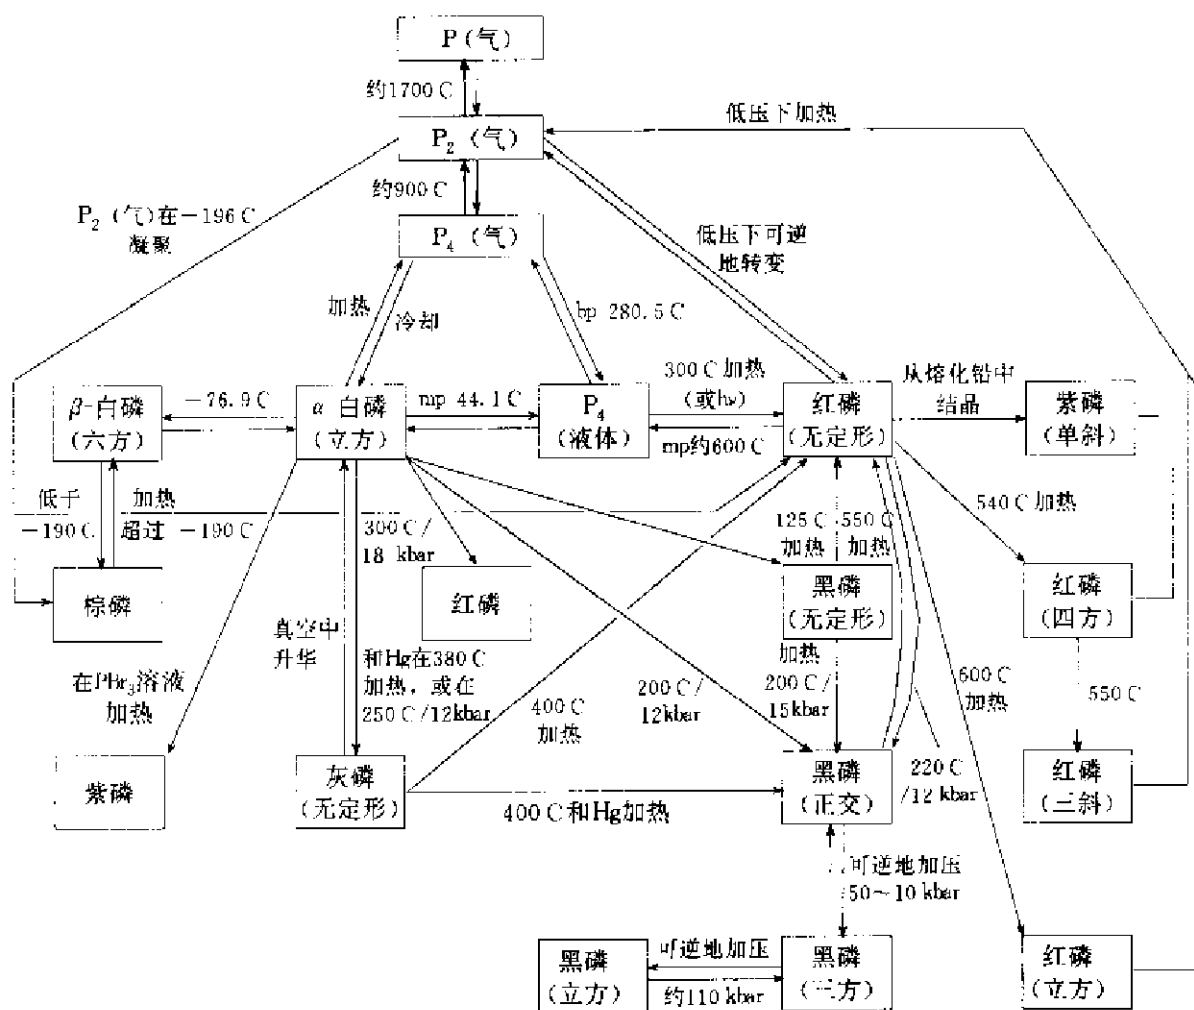 P(气)
约1700 C
低压下加热
P₂ (气)
约900 C
P₂ (气)在-196 C
凝聚
P₄ (气)
低压下可逆
地转变
加热
冷却
bp 280.5 C
β-白磷
(六方)
-76.9 C
α 白磷
(立方)
mp 44.1 C
P₄
(液体)
300 C 加热
(或hν)
mp约600 C
红磷
(无定形)
从熔化铅中
结晶
紫磷
(单斜)
低于
-190 C
加热
超过 -190 C
300 C /
18 kbar
125 C
加热
550 C
加热
540 C 加热
棕磷
红磷
黑磷
(无定形)
红磷
(四方)
真空中
升华
和Hg在380 C
加热, 或在
250 C /12kbar
在PBr₃溶液
加热
400 C
加热
200 C /
12kbar
加热
200 C /
15kbar
600 C
加热
550 C
紫磷
灰磷
(无定形)
400 C 和Hg加热
黑磷
(正交)
220 C
/12 kbar
红磷
(三斜)
可逆地加压
50~10 kbar
黑磷
(立方)
可逆地加压
约110 kbar
黑磷
(三方)
红磷
(立方)